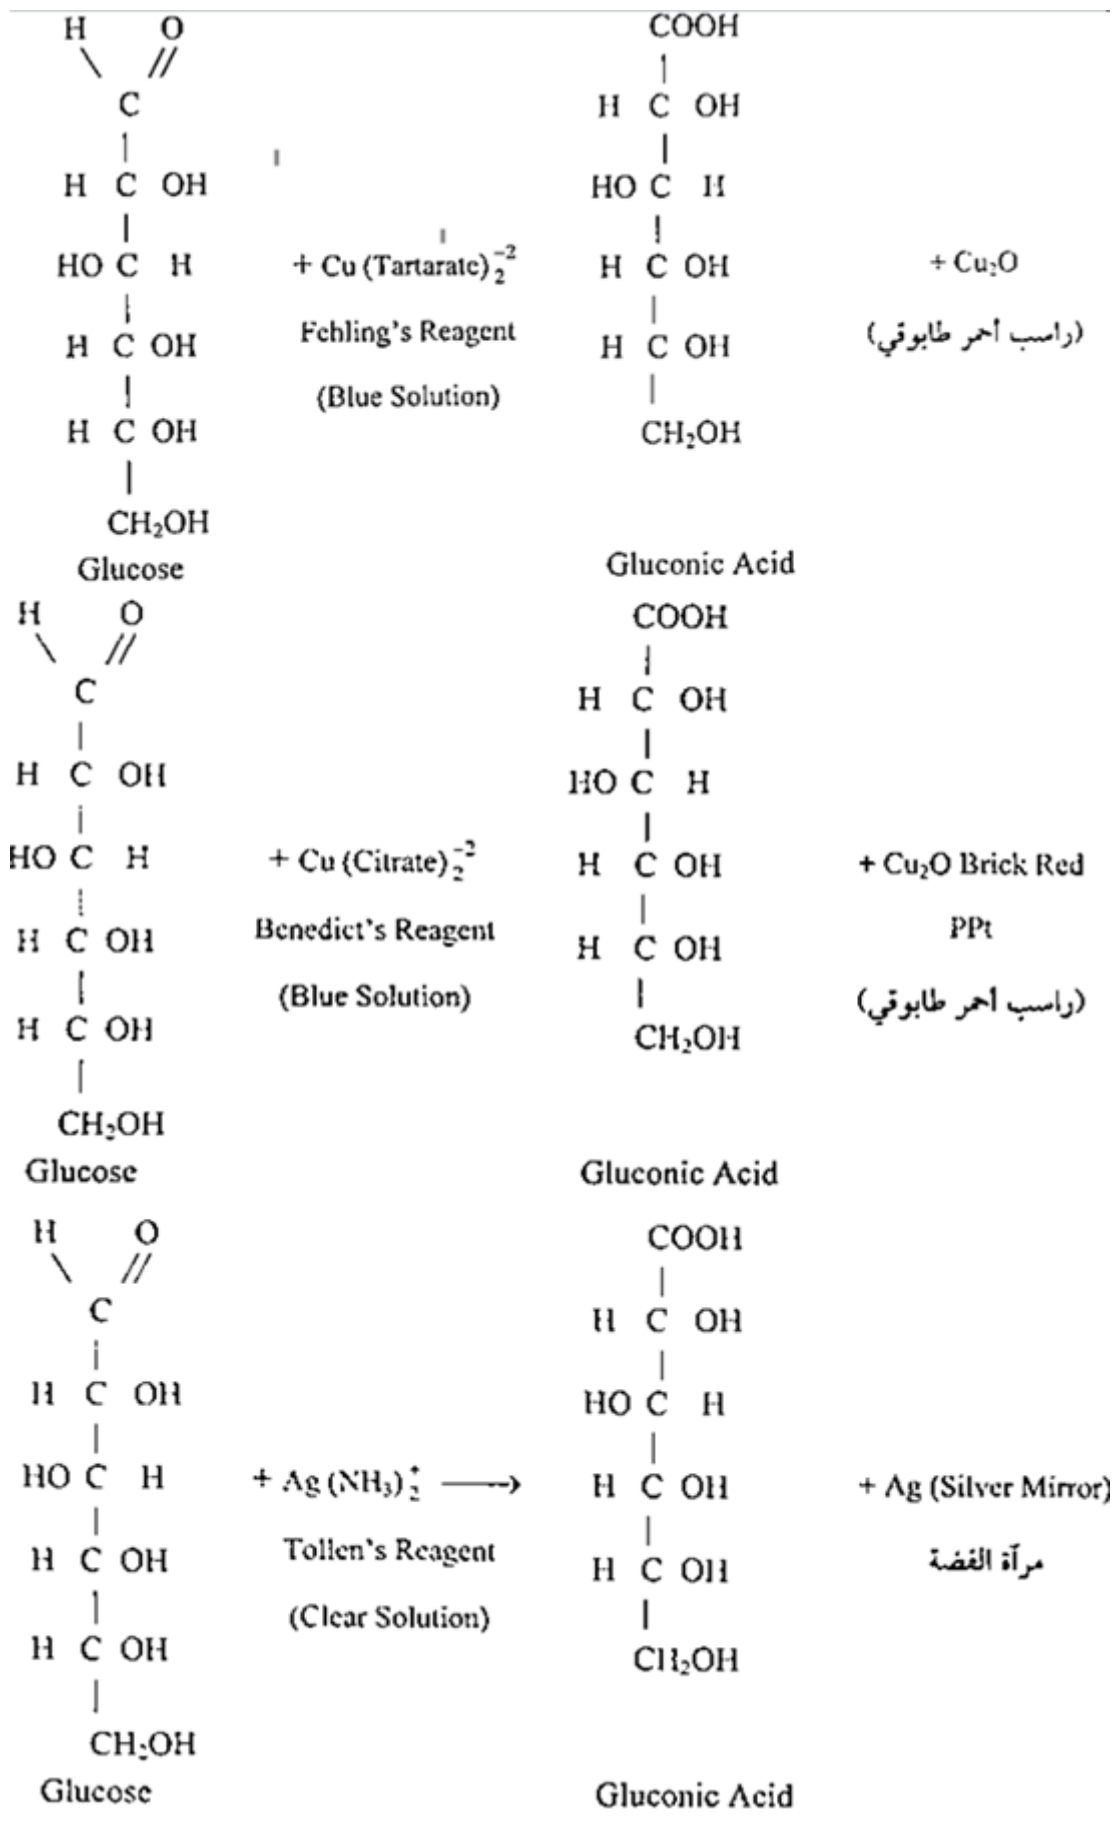 H O
C
H C OH
HO C H + Cu (Tartarate)₂⁻²
H C OH Fehling's Reagent
H C OH (Blue Solution)
CH₂OH
Glucose
COOH
H C OH
HO C H
H C OH + Cu₂O
H C OH (راسب أحمر طابوقي)
CH₂OH
Gluconic Acid
H O
C
H C OH
HO C H + Cu (Citrate)₂⁻²
H C OH Benedict's Reagent
H C OH (Blue Solution)
CH₂OH
Glucose
COOH
H C OH
HO C H
H C OH + Cu₂O Brick Red
H C OH PPt
CH₂OH (راسب أحمر طابوقي)
Gluconic Acid
H O
C
H C OH
HO C H + Ag (NH₃)₂⁺ ⟶
H C OH Tollen's Reagent
H C OH (Clear Solution)
CH₂OH
Glucose
COOH
H C OH
HO C H
H C OH + Ag (Silver Mirror)
H C OH مرآة الفضة
CH₂OH
Gluconic Acid